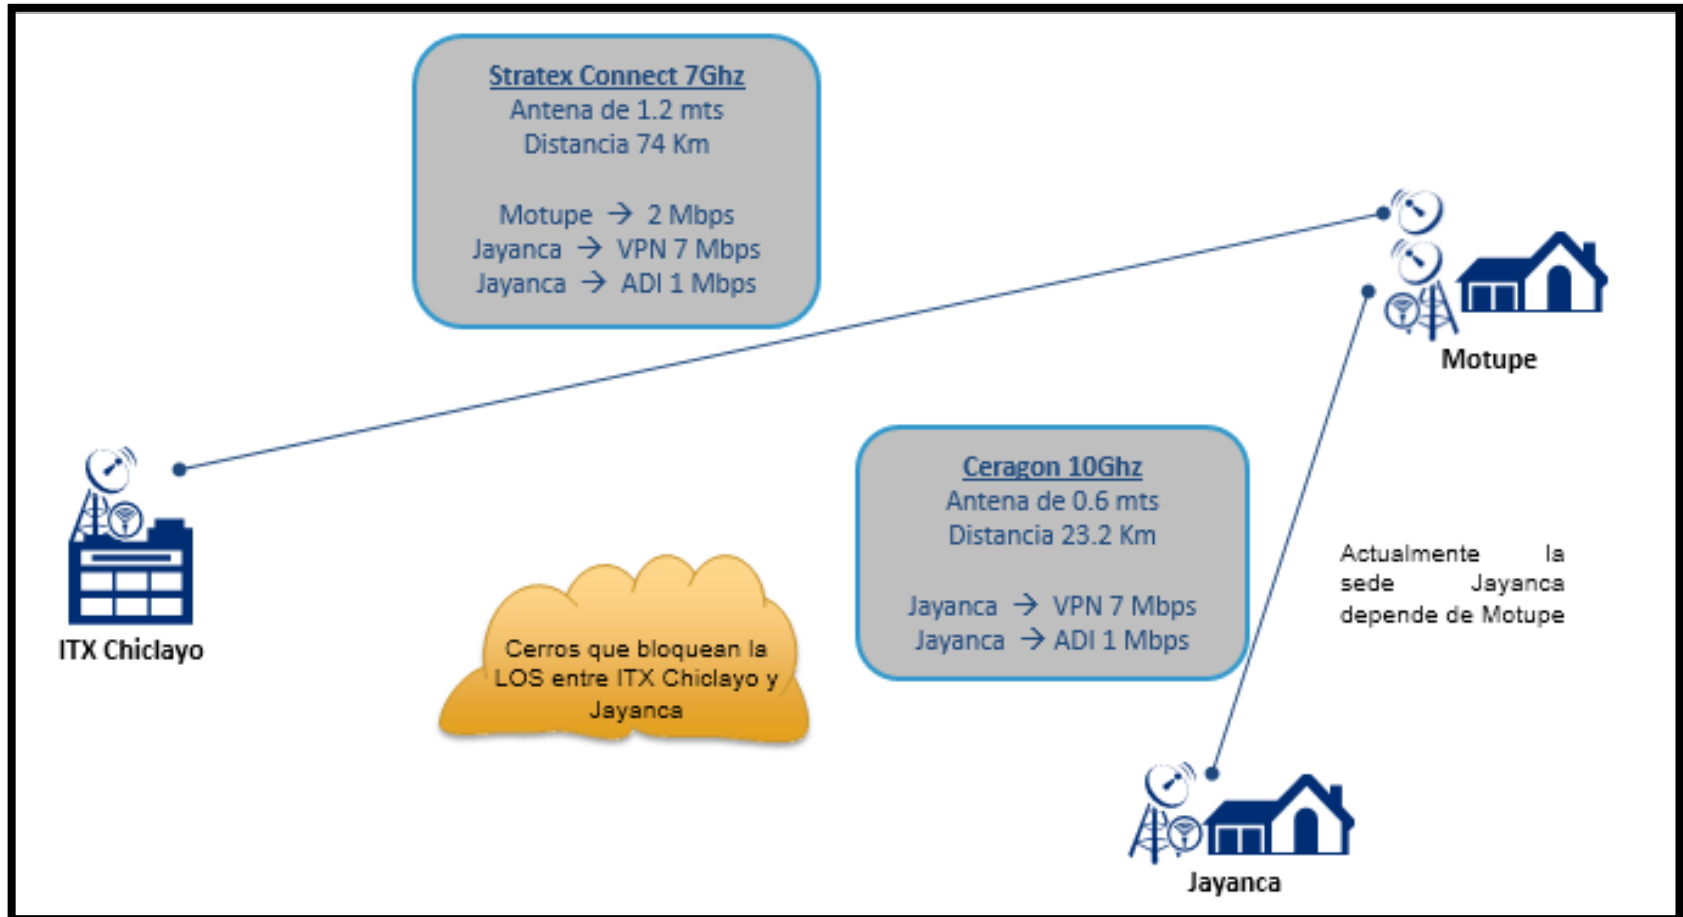 Stratex Connect 7Ghz
Antena de 1.2 mts
Distancia 74 Km
Motupe → 2 Mbps
Jayanca → VPN 7 Mbps
Jayanca → ADI 1 Mbps
Motupe
ITX Chiclayo
Ceragon 10Ghz
Antena de 0.6 mts
Distancia 23.2 Km
Jayanca → VPN 7 Mbps
Jayanca → ADI 1 Mbps
Actualmente la
sede Jayanca
depende de Motupe
Cerros que bloquean la
LOS entre ITX Chiclayo y
Jayanca
Jayanca